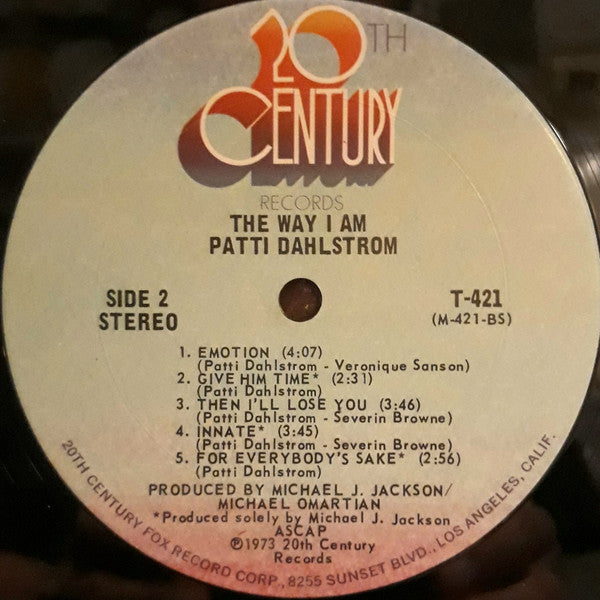 20TH
CENTURY
RECORDS
THE WAY I AM
PATTI DAHLSTROM
SIDE 2
STEREO
T-421
(M-421-BS)
1. EMOTION (4:07)
(Patti Dahlstrom - Veronique Sanson)
2. GIVE HIM TIME* (2:31)
(Patti Dahlstrom)
3. THEN I'LL LOSE YOU (3:46)
(Patti Dahlstrom - Severin Browne)
4. INNATE* (3:45)
(Patti Dahlstrom - Severin Browne)
5. FOR EVERYBODY'S SAKE* (2:56)
(Patti Dahlstrom)
PRODUCED BY MICHAEL J. JACKSON/
MICHAEL OMARTIAN
*Produced solely by Michael J. Jackson
ASCAP
℗1973 20th Century
Records
20TH CENTURY FOX RECORD CORP., 8255 SUNSET BLVD., LOS ANGELES, CALIF.